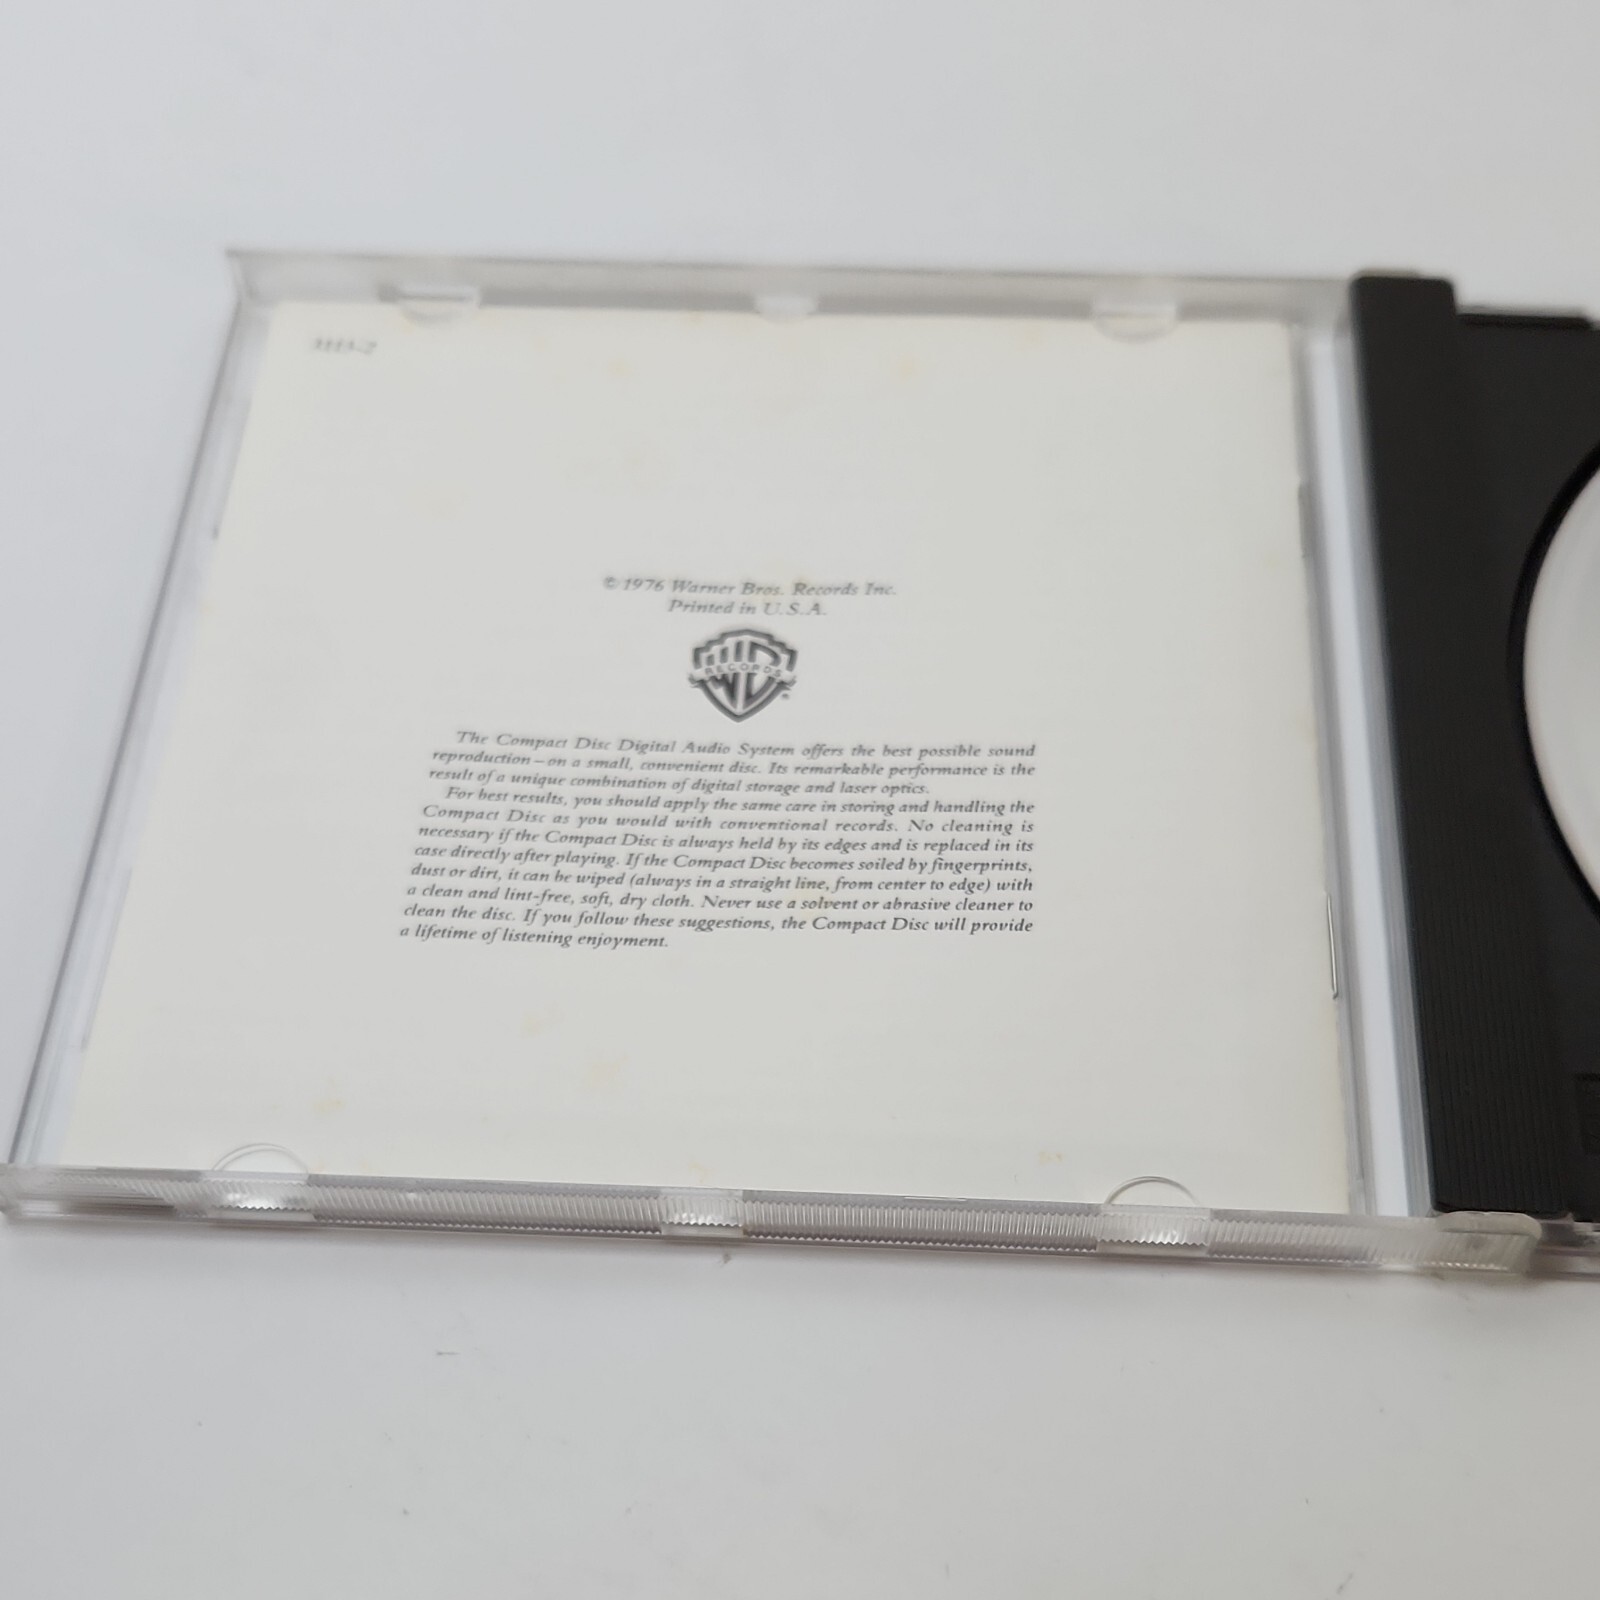 © 1976 Warner Bros. Records Inc.
Printed in U.S.A.
RECORDS
The Compact Disc Digital Audio System offers the best possible sound
reproduction – on a small, convenient disc. Its remarkable performance is the
result of a unique combination of digital storage and laser optics.
For best results, you should apply the same care in storing and handling the
Compact Disc as you would with conventional records. No cleaning is
necessary if the Compact Disc is always held by its edges and is replaced in its
case directly after playing. If the Compact Disc becomes soiled by fingerprints,
dust or dirt, it can be wiped (always in a straight line, from center to edge) with
a clean and lint-free, soft, dry cloth. Never use a solvent or abrasive cleaner to
clean the disc. If you follow these suggestions, the Compact Disc will provide
a lifetime of listening enjoyment.